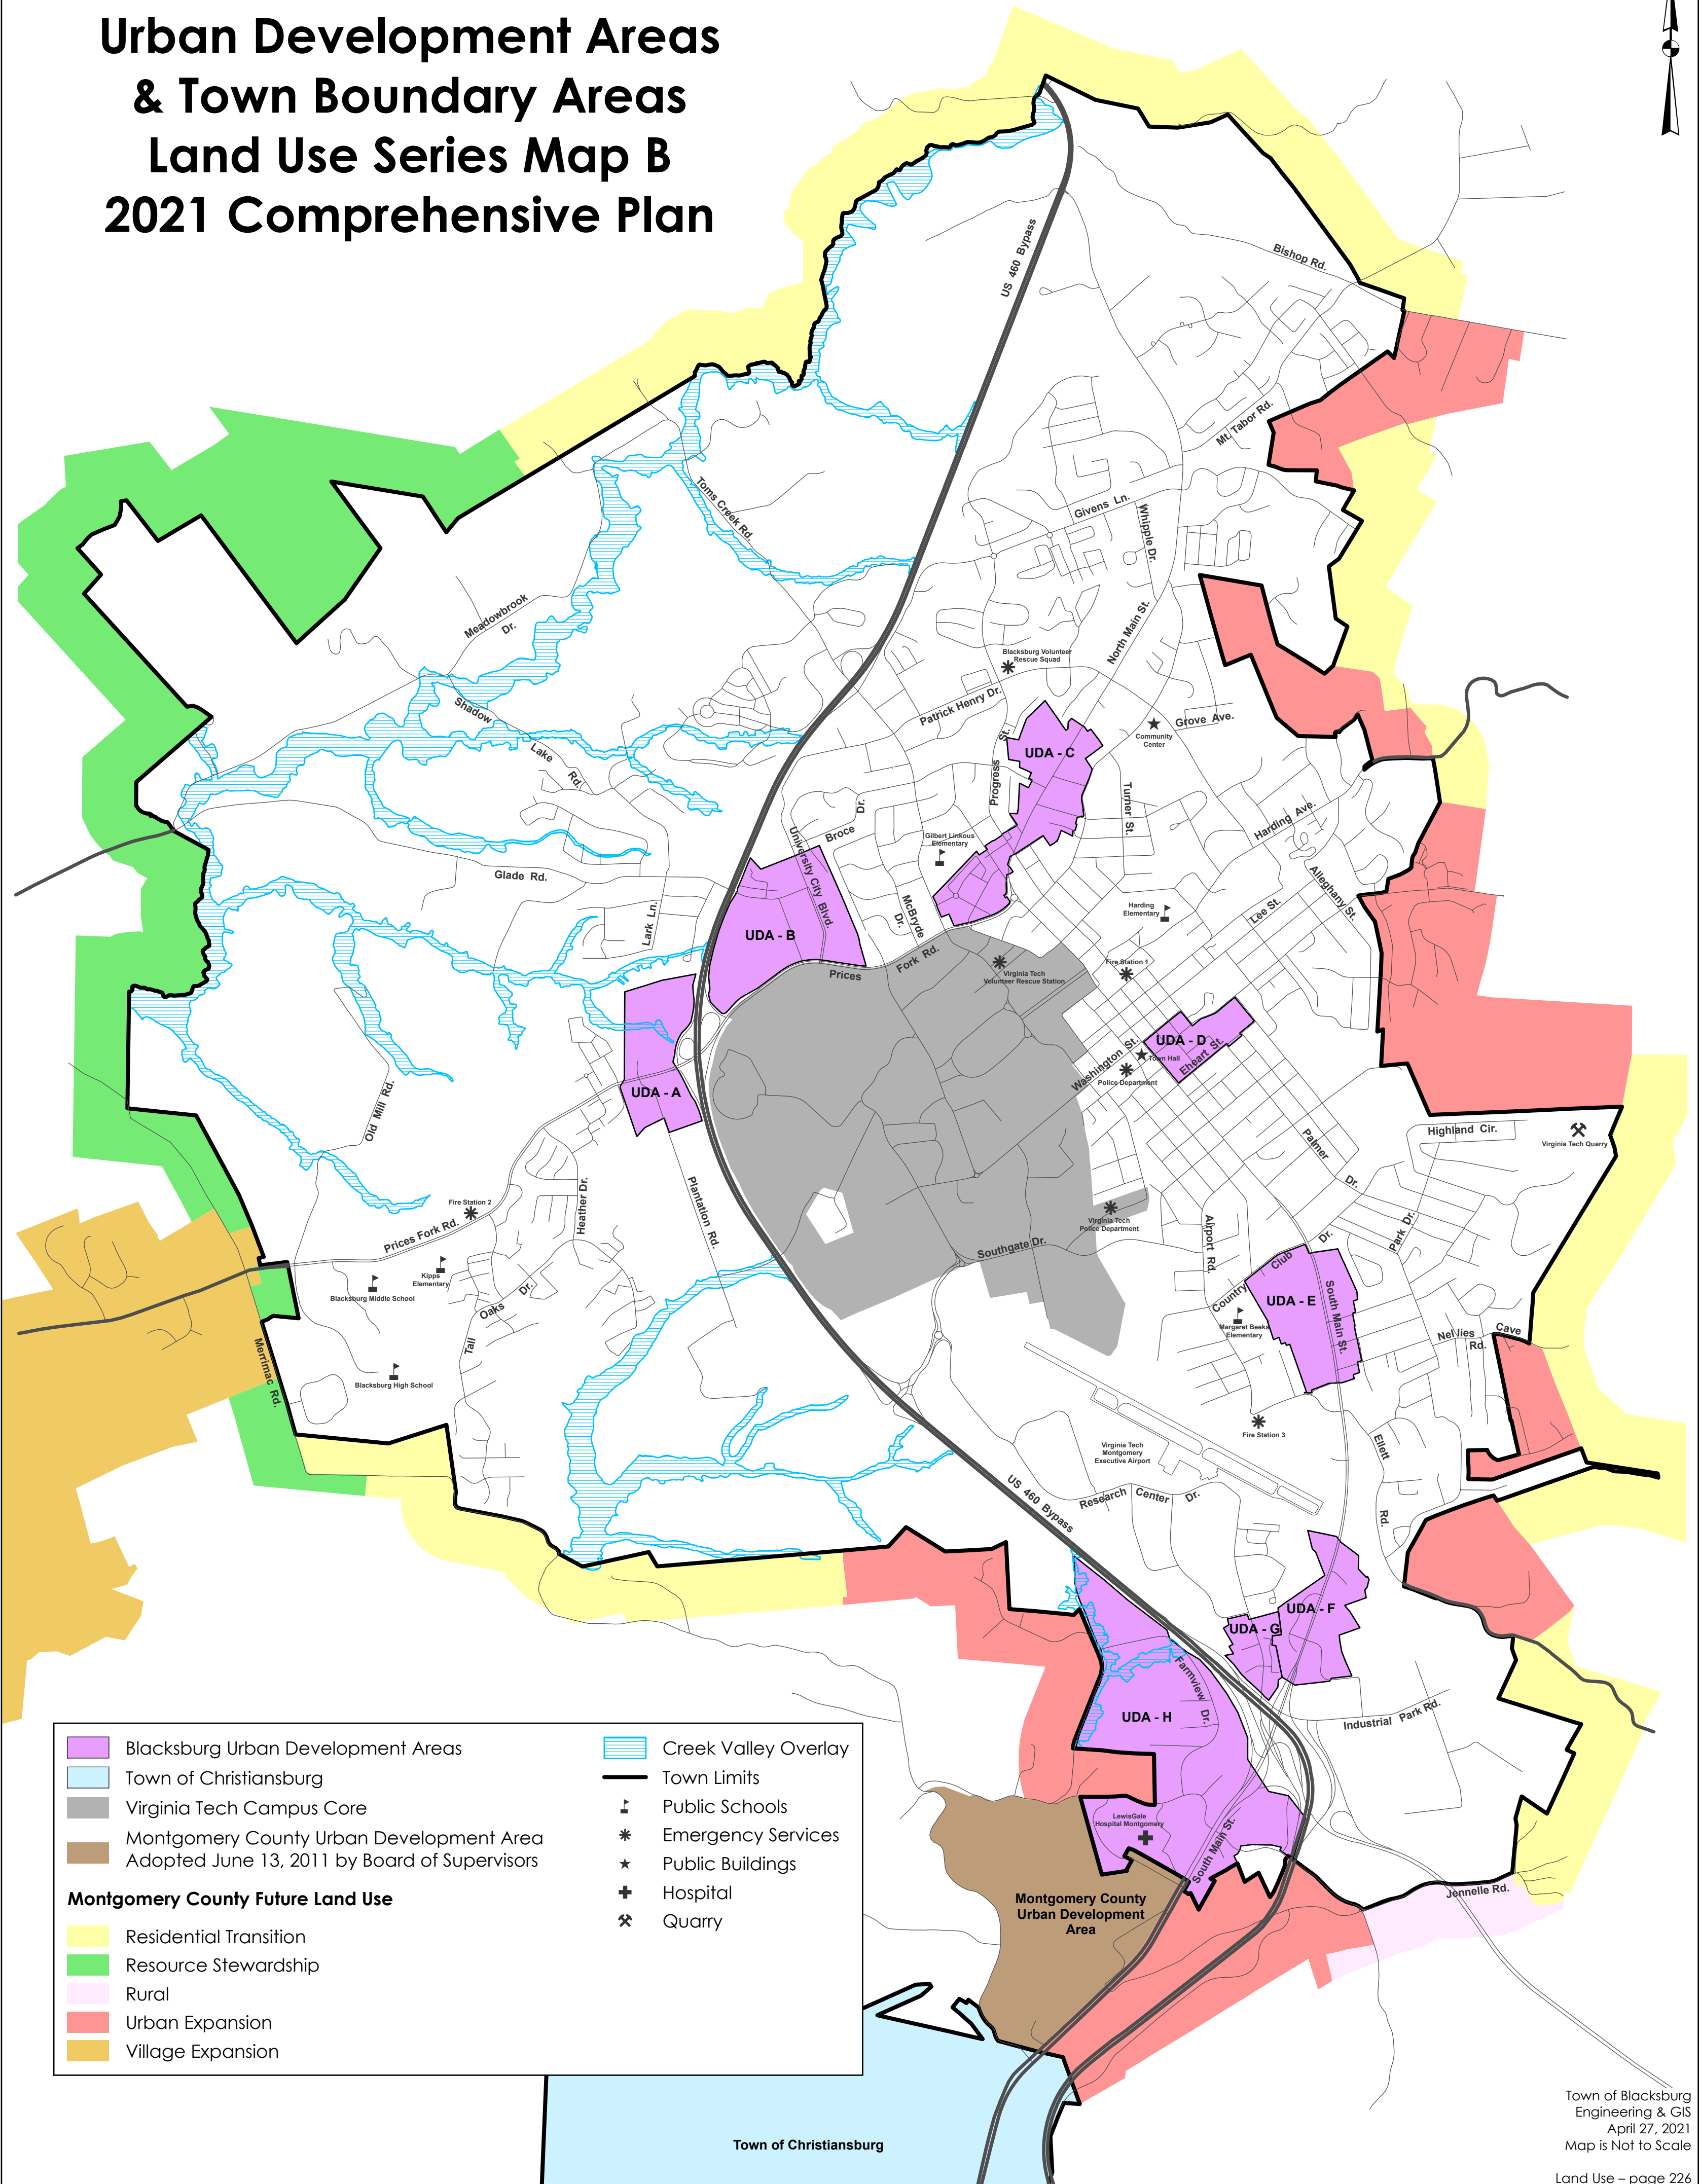 Urban Development Areas
& Town Boundary Areas
Land Use Series Map B
2021 Comprehensive Plan
US 460 Bypass
Bishop Rd.
Mt. Tabor Rd.
Toms Creek Rd.
Givens Ln.
Whipple Dr.
Meadowbrook
Dr.
North Main St.
Blacksburg Volunteer
Rescue Squad
Patrick Henry Dr.
Grove Ave.
Community
Center
Shadow
Lake
Rd.
UDA - C
Progress
St.
Turner St.
Harding Ave.
Broce
Dr.
University City
Blvd.
Gilbert Linkous
Elementary
Glade Rd.
Alleghany St.
McBryde
Dr.
Harding
Elementary
Lee St.
Lark Ln.
UDA - B
Prices
Fork Rd.
Virginia Tech
Volunteer Rescue Station
Fire Station 1
UDA - D
Washington St.
Town Hall
Eheart St.
Police Department
UDA - A
Old Mill Rd.
Highland Cir.
Virginia Tech Quarry
Palmer
Dr.
Plantation Rd.
Heather Dr.
Fire Station 2
Prices Fork Rd.
Virginia Tech
Police Department
Airport Rd.
Park Dr.
Southgate Dr.
Kipps
Elementary
Blacksburg Middle School
Country
Club
Dr.
UDA - E
South Main St.
Margaret Beeks
Elementary
Nellies
Cave
Rd.
Oaks
Dr.
Tall
Merrimac Rd.
Blacksburg High School
Fire Station 3
Ellett
Rd.
Virginia Tech
Montgomery
Executive Airport
US 460 Bypass
Research
Center
Dr.
UDA - F
UDA - G
Farmview
Dr.
UDA - H
Industrial Park Rd.
LewisGale
Hospital Montgomery
South Main St.
Jennelle Rd.
Montgomery County
Urban Development
Area
Blacksburg Urban Development Areas
Town of Christiansburg
Virginia Tech Campus Core
Montgomery County Urban Development Area
Adopted June 13, 2011 by Board of Supervisors
Montgomery County Future Land Use
Residential Transition
Resource Stewardship
Rural
Urban Expansion
Village Expansion
Creek Valley Overlay
Town Limits
Public Schools
Emergency Services
Public Buildings
Hospital
Quarry
Town of Christiansburg
Town of Blacksburg
Engineering & GIS
April 27, 2021
Map is Not to Scale
Land Use – page 226